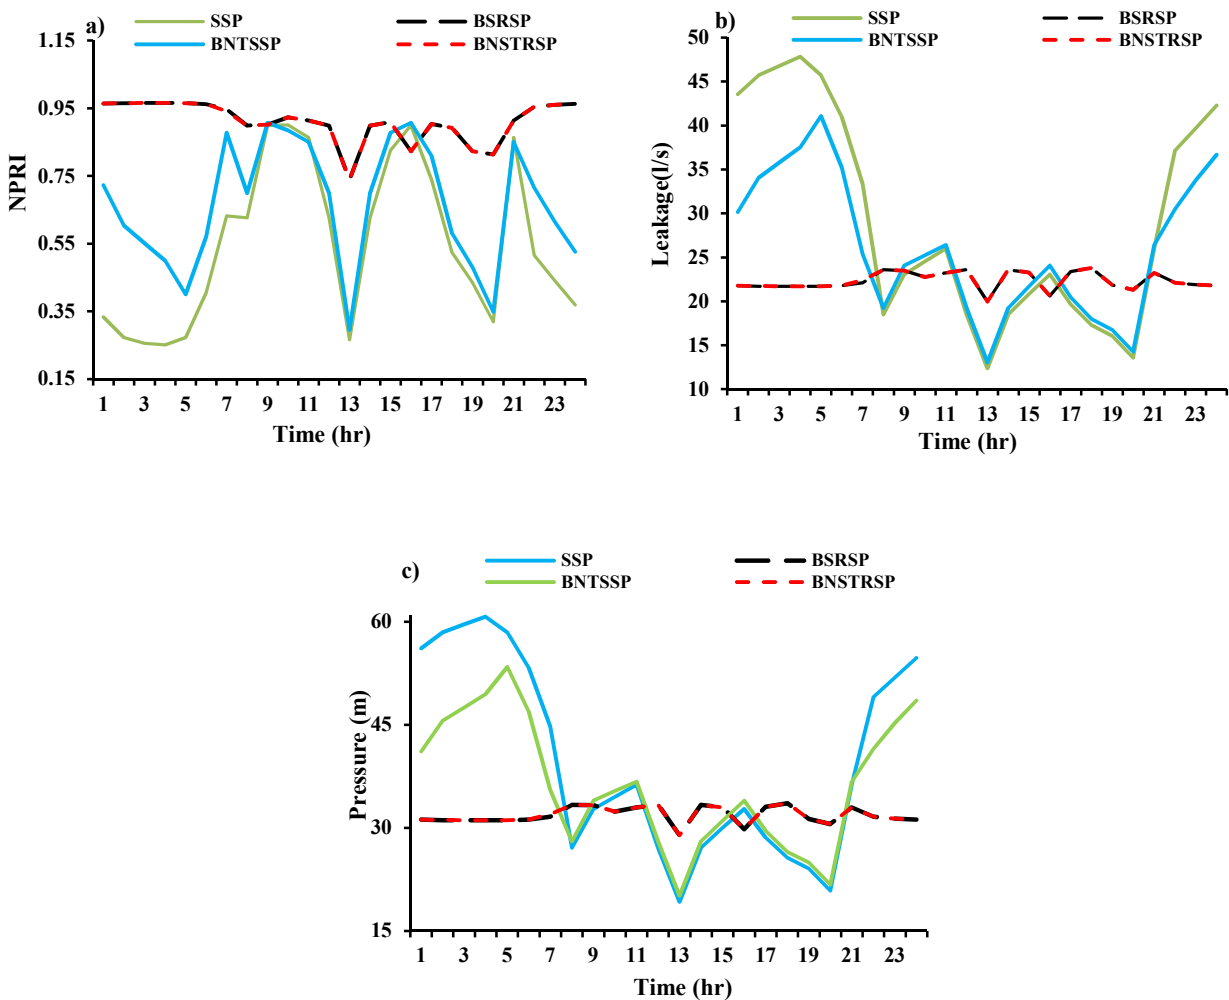 a)
SSP
BSRSP
BNTSSP
BNSTRSP
NPRI
1.15
0.95
0.75
0.55
0.35
0.15
1 3 5 7 9 11 13 15 17 19 21 23
Time (hr)
b)
SSP
BSRSP
BNTSSP
BNSTRSP
Leakage(l/s)
50
45
40
35
30
25
20
15
10
1 3 5 7 9 11 13 15 17 19 21 23
Time (hr)
c)
SSP
BSRSP
BNTSSP
BNSTRSP
Pressure (m)
60
45
30
15
1 3 5 7 9 11 13 15 17 19 21 23
Time (hr)